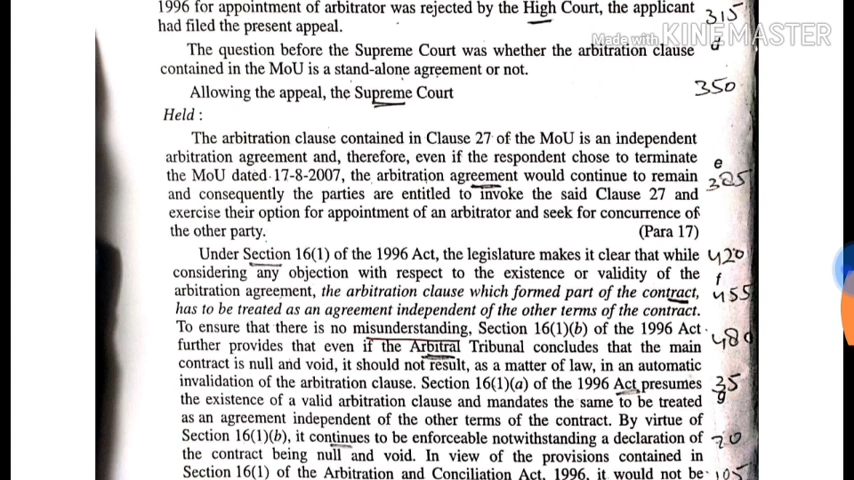 1996 for appointment of arbitrator was rejected by the High Court, the applicant 315
had filed the present appeal.
Made with KINEMASTER
The question before the Supreme Court was whether the arbitration clause d
contained in the MoU is a stand-alone agreement or not.
Allowing the appeal, the Supreme Court 350
Held :
The arbitration clause contained in Clause 27 of the MoU is an independent
arbitration agreement and, therefore, even if the respondent chose to terminate e
the MoU dated 17-8-2007, the arbitration agreement would continue to remain 385
and consequently the parties are entitled to invoke the said Clause 27 and
exercise their option for appointment of an arbitrator and seek for concurrence of
the other party. (Para 17)
Under Section 16(1) of the 1996 Act, the legislature makes it clear that while 420
considering any objection with respect to the existence or validity of the f
arbitration agreement, the arbitration clause which formed part of the contract, 455
has to be treated as an agreement independent of the other terms of the contract.
To ensure that there is no misunderstanding, Section 16(1)(b) of the 1996 Act
further provides that even if the Arbitral Tribunal concludes that the main 480
contract is null and void, it should not result, as a matter of law, in an automatic
invalidation of the arbitration clause. Section 16(1)(a) of the 1996 Act presumes 35
the existence of a valid arbitration clause and mandates the same to be treated g
as an agreement independent of the other terms of the contract. By virtue of
Section 16(1)(b), it continues to be enforceable notwithstanding a declaration of 70
the contract being null and void. In view of the provisions contained in
Section 16(1) of the Arbitration and Conciliation Act, 1996, it would not be 105